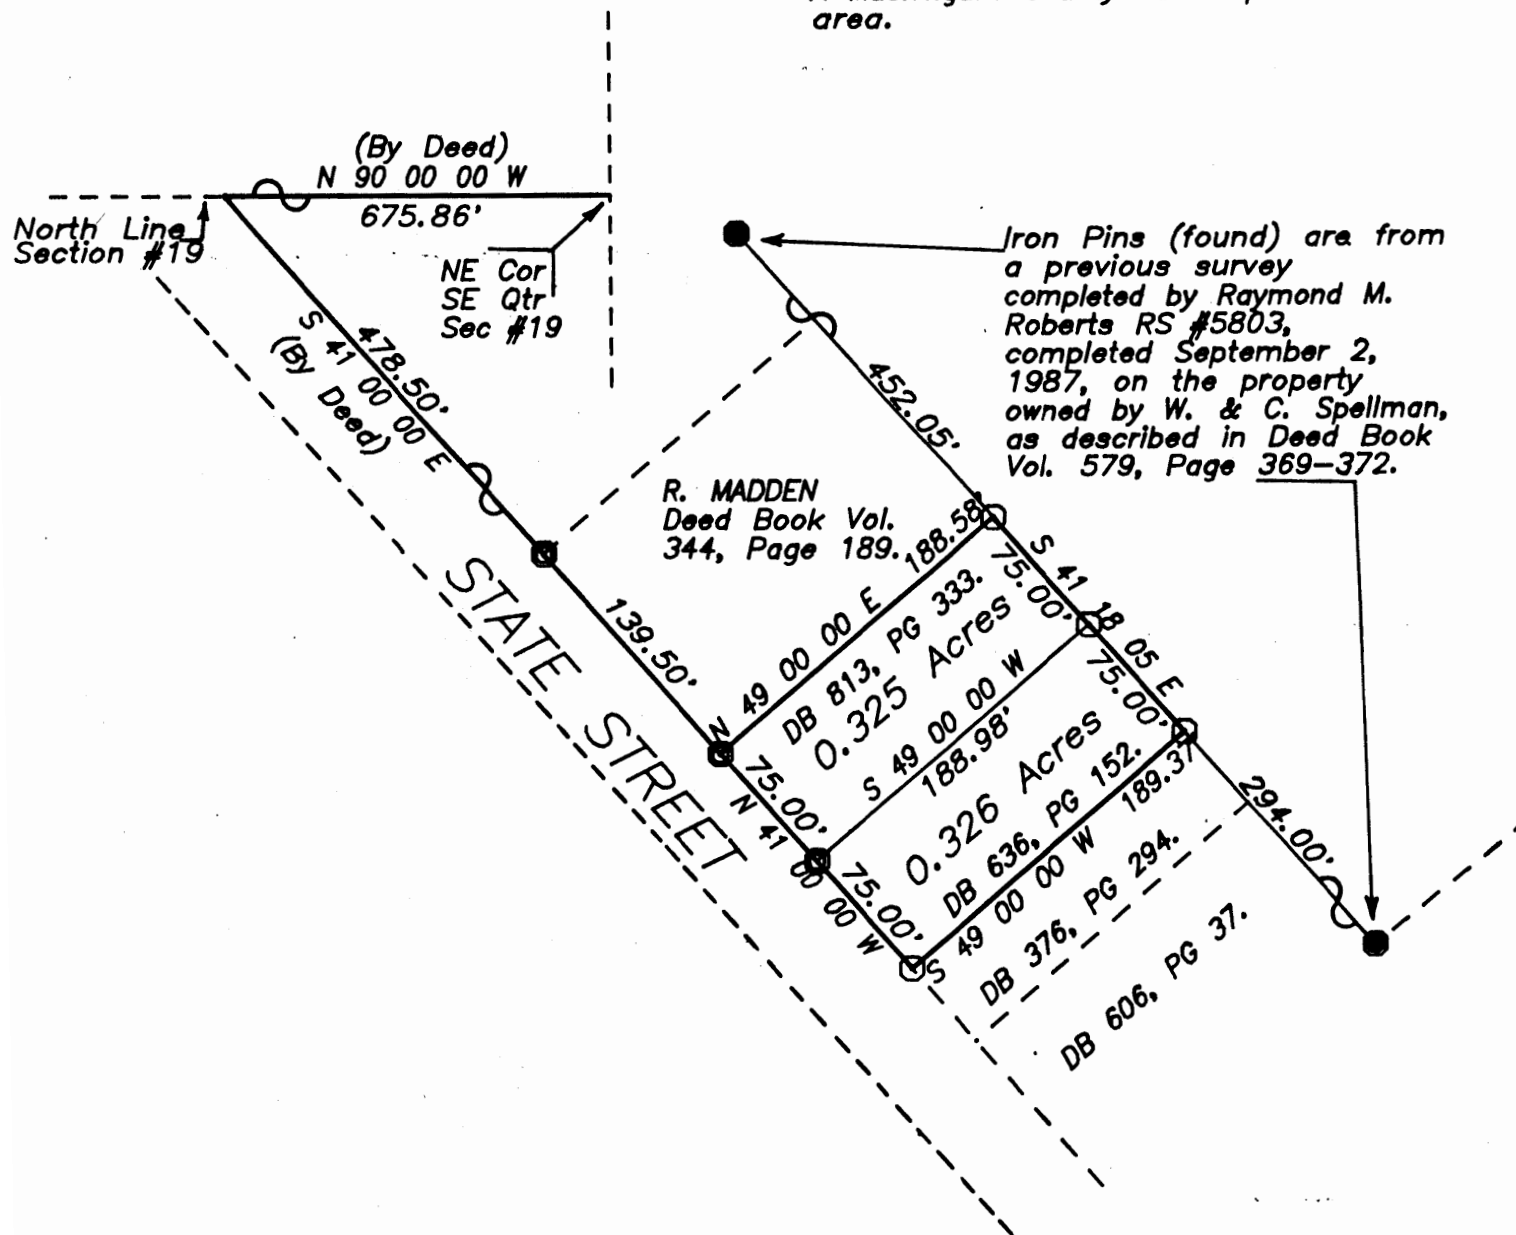 area.
(By Deed)
N 90 00 00 W
675.86'
North Line
Section #19
NE Cor
SE Qtr
Sec #19
S 41 00 00 E
478.50'
(By Deed)
Iron Pins (found) are from
a previous survey
completed by Raymond M.
Roberts RS #5803,
completed September 2,
1987, on the property
owned by W. & C. Spellman,
as described in Deed Book
Vol. 579, Page 369-372.
452.05'
R. MADDEN
Deed Book Vol.
344, Page 189.
STATE STREET
139.50'
N 49 00 00 E 188.58'
S 41 18 05 E
75.00'
DB 813, PG 333.
0.325 Acres
S 49 00 00 W
188.98'
75.00'
75.00'
N 41 00 00 W
75.00'
0.326 Acres
DB 636, PG 152.
S 49 00 00 W 189.37'
294.00'
DB 376, PG 294.
DB 606, PG 37.